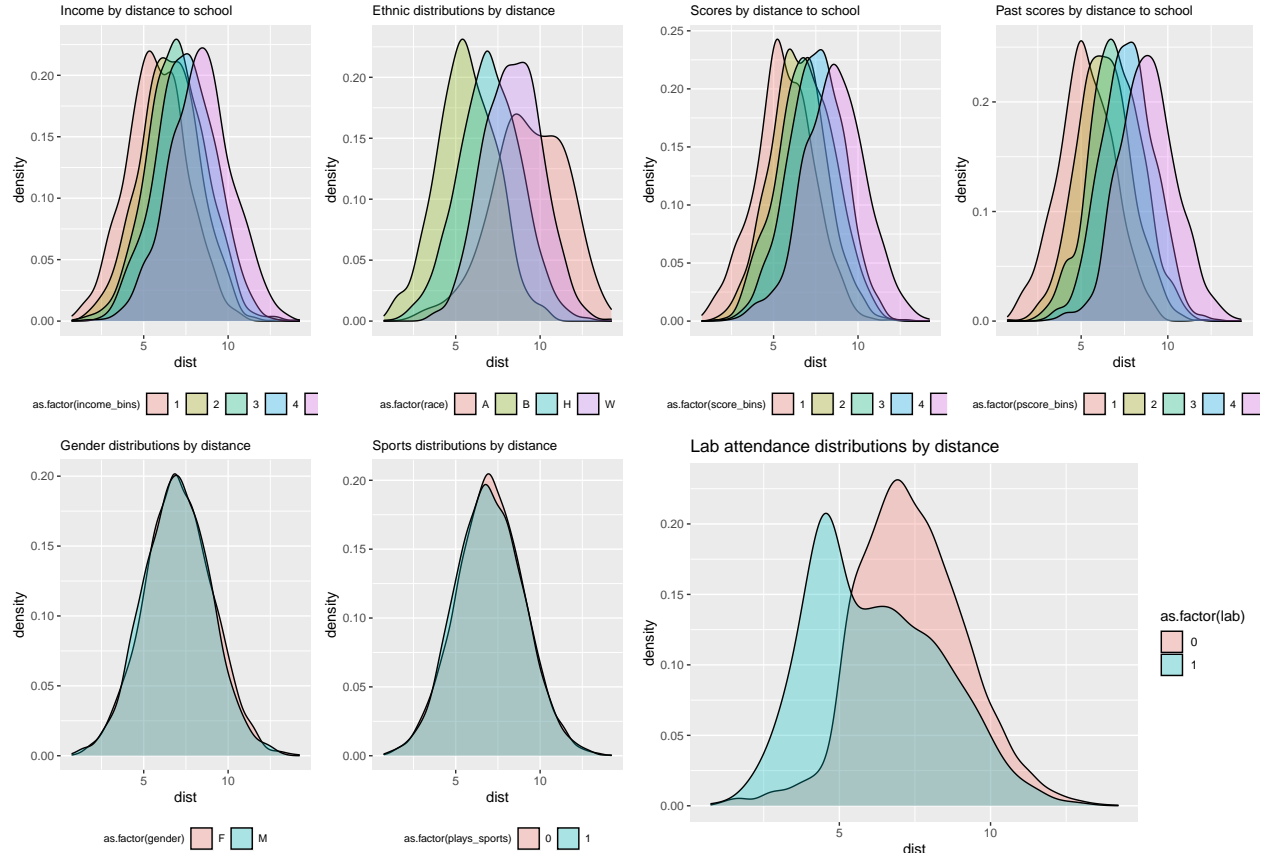 Income by distance to school
density
0.20
0.15
0.10
0.05
0.00
5 10
dist
as.factor(income_bins) 1 2 3 4
Ethnic distributions by distance
density
0.20
0.15
0.10
0.05
0.00
5 10
dist
as.factor(race) A B H W
Scores by distance to school
density
0.25
0.20
0.15
0.10
0.05
0.00
5 10
dist
as.factor(score_bins) 1 2 3 4
Past scores by distance to school
density
0.2
0.1
0.0
5 10
dist
as.factor(pscore_bins) 1 2 3 4
Gender distributions by distance
density
0.20
0.15
0.10
0.05
0.00
5 10
dist
as.factor(gender) F M
Sports distributions by distance
density
0.20
0.15
0.10
0.05
0.00
5 10
dist
as.factor(plays_sports) 0 1
Lab attendance distributions by distance
density
0.20
0.15
0.10
0.05
0.00
5 10
dist
as.factor(lab)
0
1